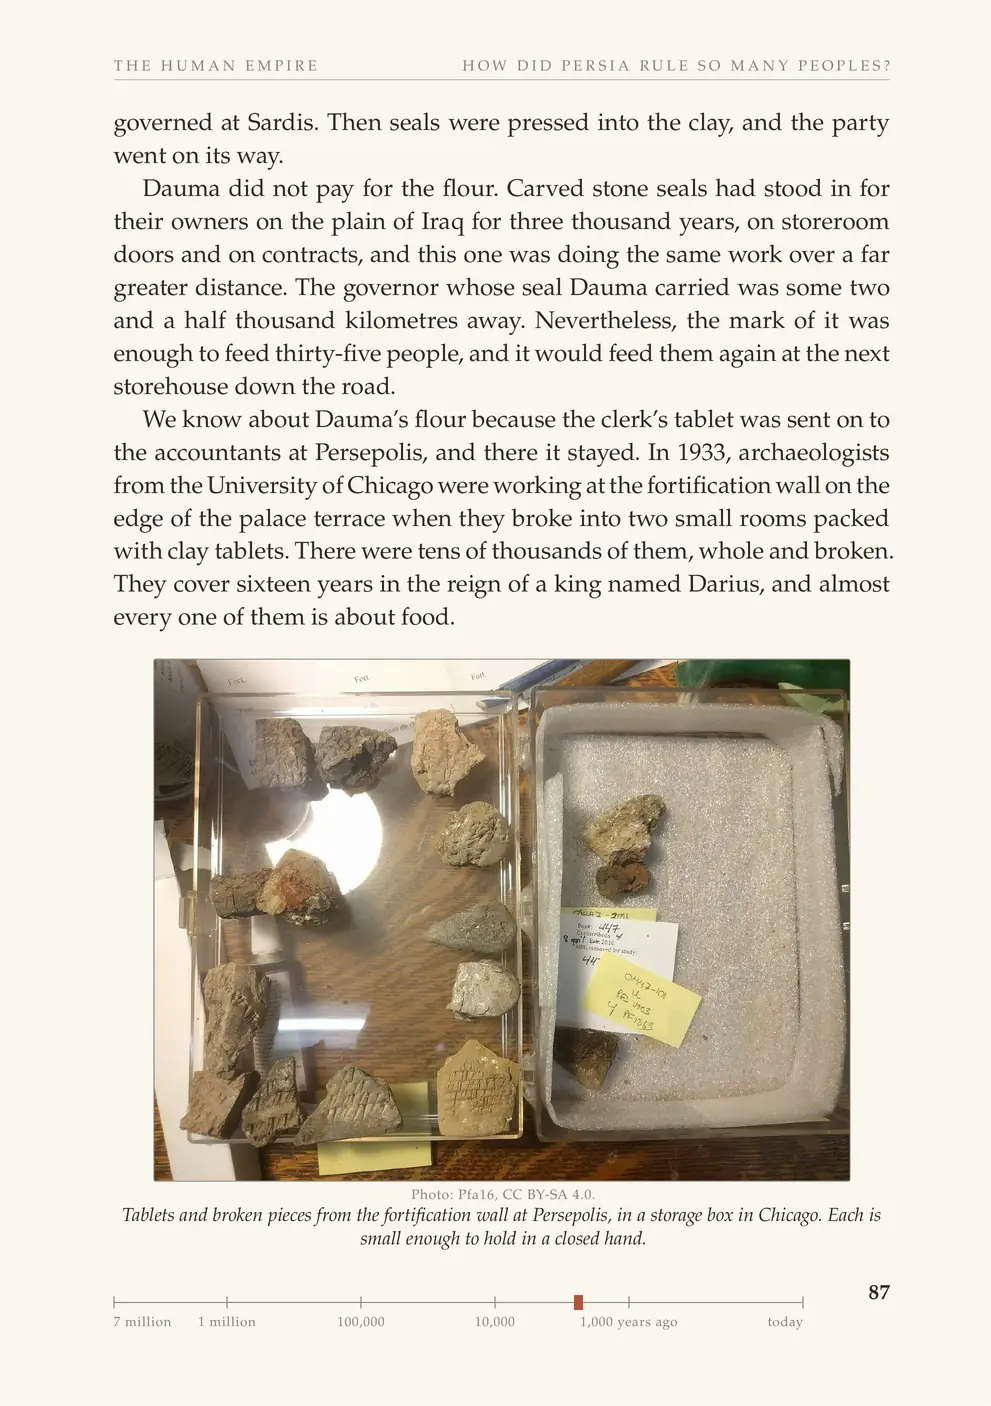 THE HUMAN EMPIRE
HOW DID PERSIA RULE SO MANY PEOPLES?
governed at Sardis. Then seals were pressed into the clay, and the party
went on its way.
Dauma did not pay for the flour. Carved stone seals had stood in for
their owners on the plain of Iraq for three thousand years, on storeroom
doors and on contracts, and this one was doing the same work over a far
greater distance. The governor whose seal Dauma carried was some two
and a half thousand kilometres away. Nevertheless, the mark of it was
enough to feed thirty-five people, and it would feed them again at the next
storehouse down the road.
We know about Dauma’s flour because the clerk’s tablet was sent on to
the accountants at Persepolis, and there it stayed. In 1933, archaeologists
from the University of Chicago were working at the fortification wall on the
edge of the palace terrace when they broke into two small rooms packed
with clay tablets. There were tens of thousands of them, whole and broken.
They cover sixteen years in the reign of a king named Darius, and almost
every one of them is about food.
Fort.
Fort.
Fort.
447
0447-101
4 PF1863
Photo: Pfa16, CC BY-SA 4.0.
Tablets and broken pieces from the fortification wall at Persepolis, in a storage box in Chicago. Each is
small enough to hold in a closed hand.
87
7 million
1 million
100,000
10,000
1,000 years ago
today